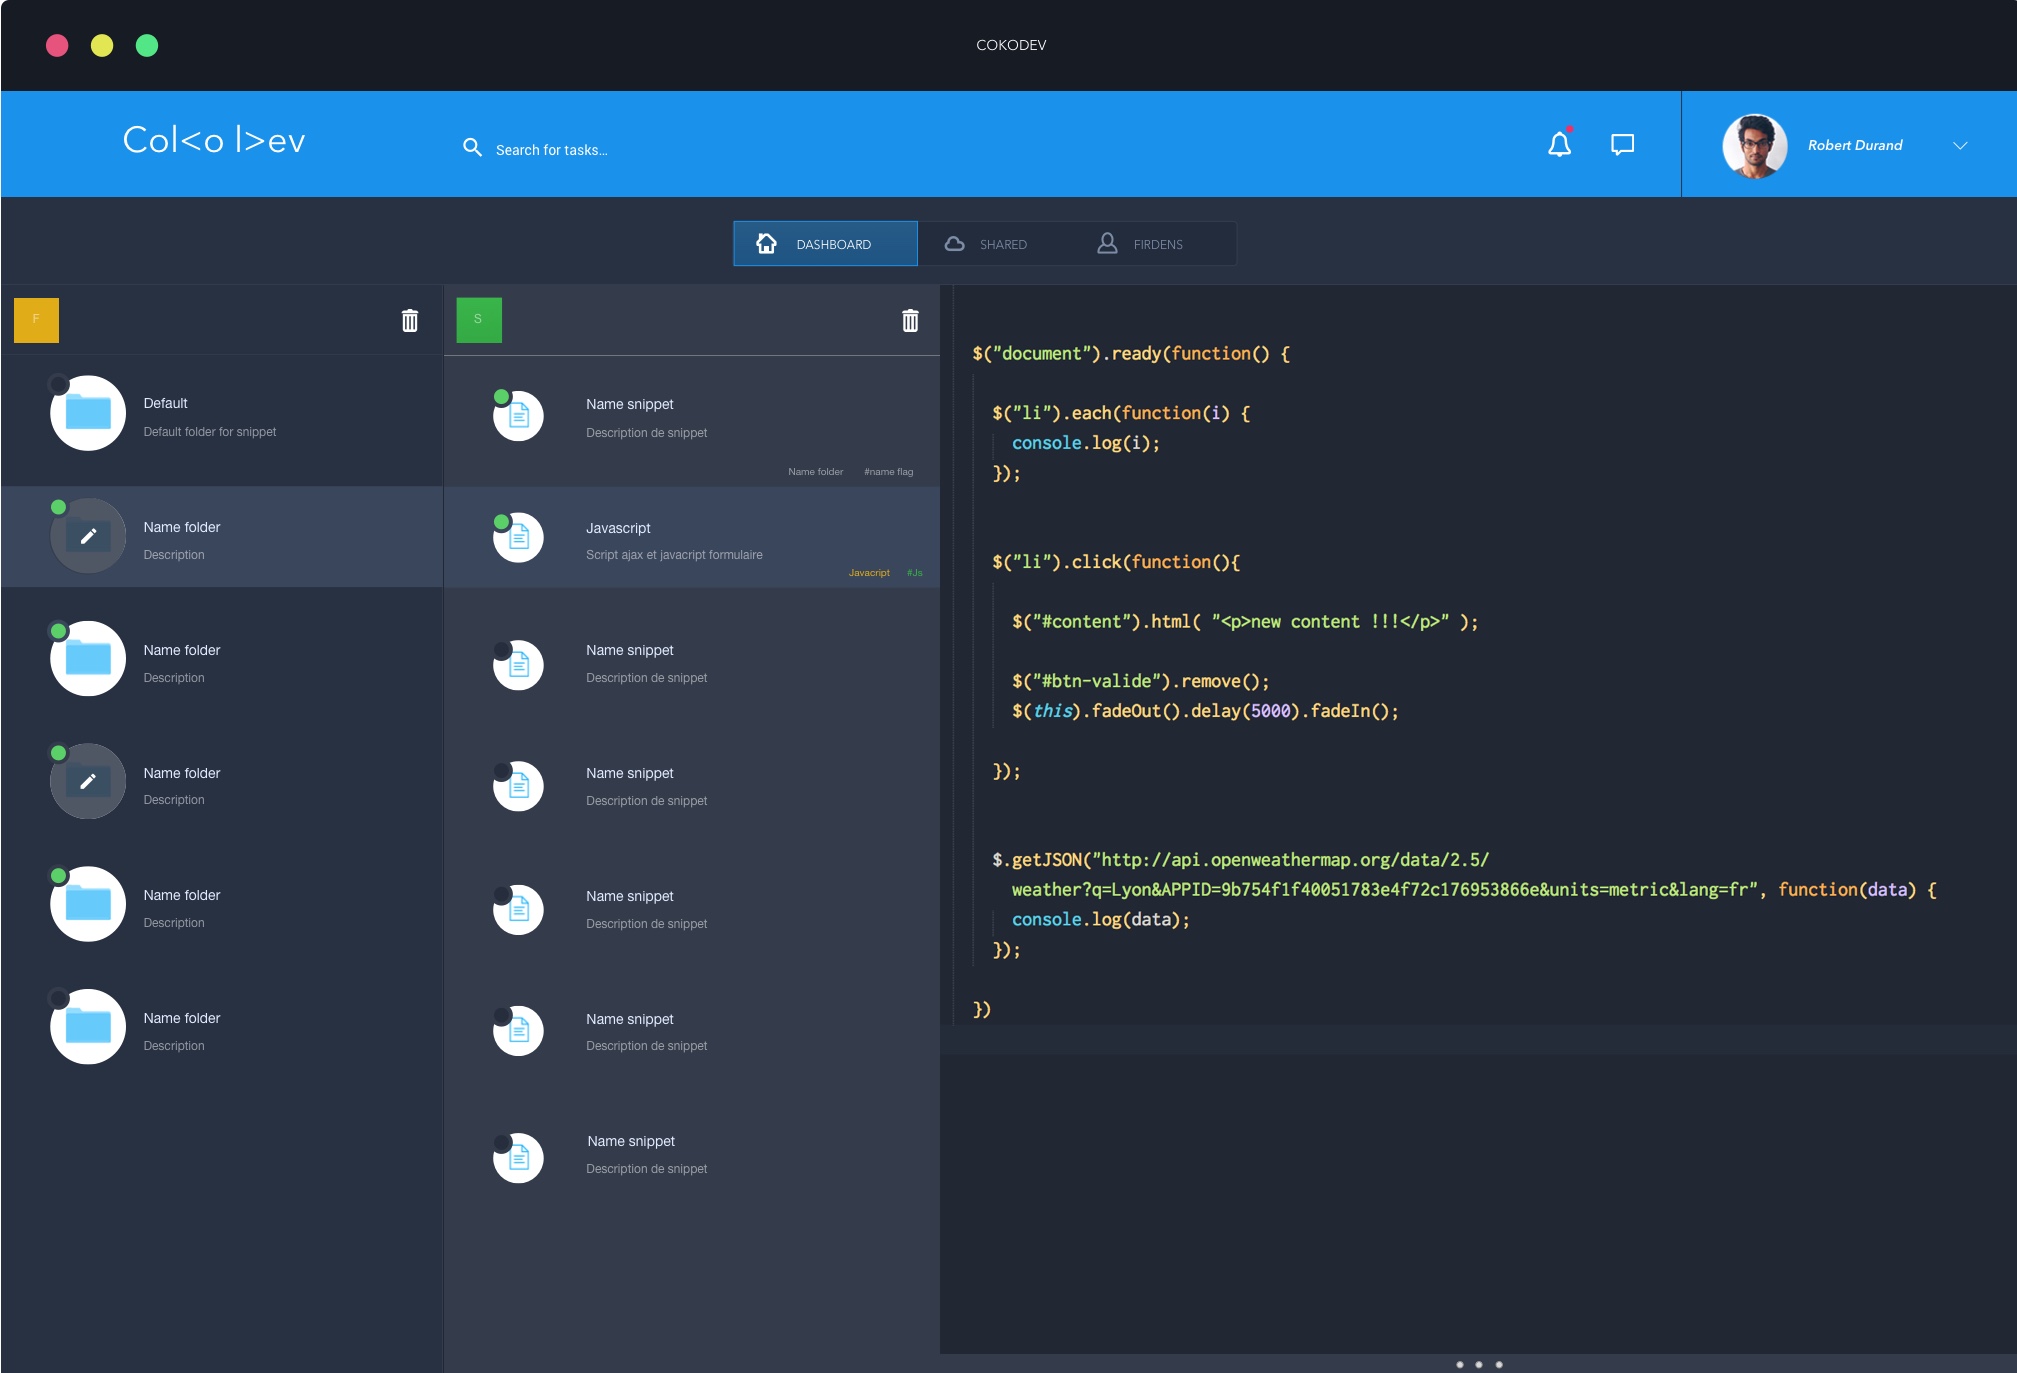 COKODEV
Col<o l>ev
Search for tasks...
Robert Durand
DASHBOARD
SHARED
FIRDENS
F
Default
Default folder for snippet
Name folder
Description
Name folder
Description
Name folder
Description
Name folder
Description
Name folder
Description
S
Name snippet
Description de snippet
Name folder #name flag
Javascript
Script ajax et javacript formulaire
Javacript #Js
Name snippet
Description de snippet
Name snippet
Description de snippet
Name snippet
Description de snippet
Name snippet
Description de snippet
Name snippet
Description de snippet
$("document").ready(function() {
$("li").each(function(i) {
console.log(i);
});
$("li").click(function(){
$("#content").html( "<p>new content !!!</p>" );
$("#btn-valide").remove();
$(this).fadeOut().delay(5000).fadeIn();
});
$.getJSON("http://api.openweathermap.org/data/2.5/
weather?q=Lyon&APPID=9b754f1f40051783e4f72c176953866e&units=metric&lang=fr", function(data) {
console.log(data);
});
})